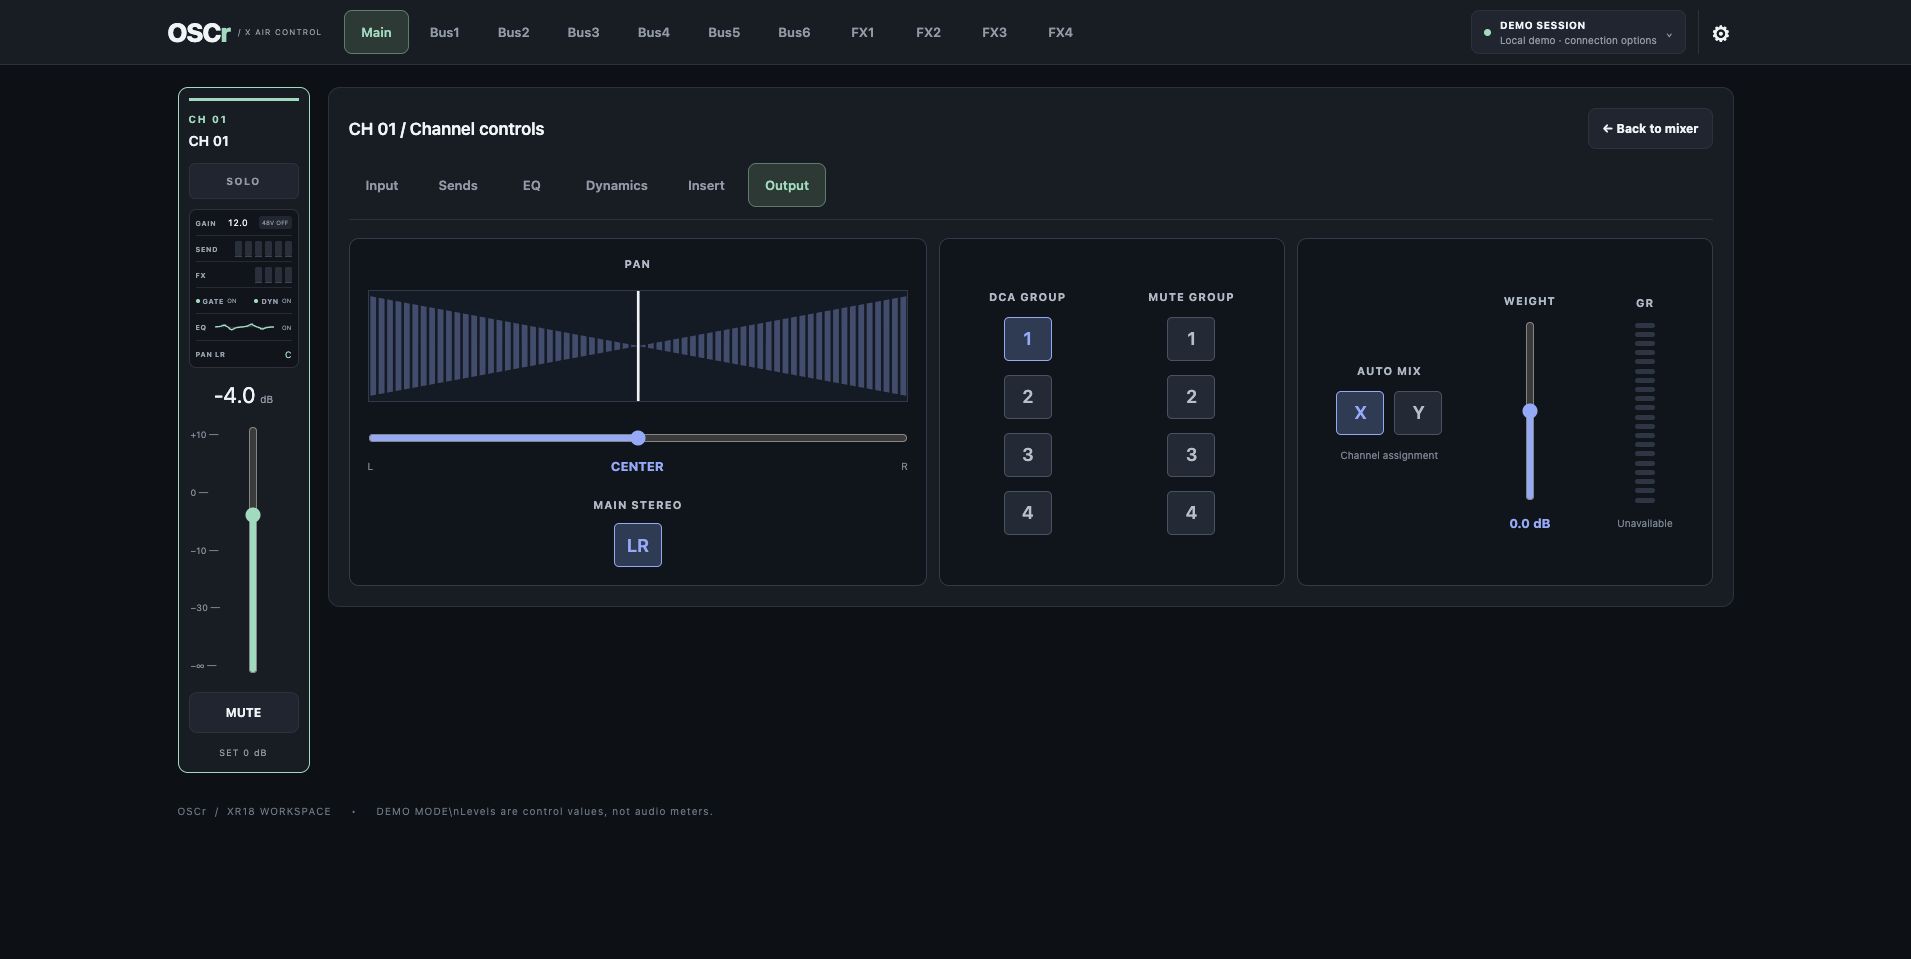 OSCr / X AIR CONTROL
Main Bus1 Bus2 Bus3 Bus4 Bus5 Bus6 FX1 FX2 FX3 FX4
DEMO SESSION
Local demo · connection options
CH 01
CH 01
SOLO
GAIN 12.0 48V OFF
SEND
FX
GATE ON DYN ON
EQ ON
PAN LR C
-4.0 dB
+10
0
−10
−30
−∞
MUTE
SET 0 dB
CH 01 / Channel controls
← Back to mixer
Input Sends EQ Dynamics Insert Output
PAN
L CENTER R
MAIN STEREO
LR
DCA GROUP
1
2
3
4
MUTE GROUP
1
2
3
4
AUTO MIX
X Y
Channel assignment
WEIGHT
0.0 dB
GR
Unavailable
OSCr / XR18 WORKSPACE • DEMO MODE\nLevels are control values, not audio meters.